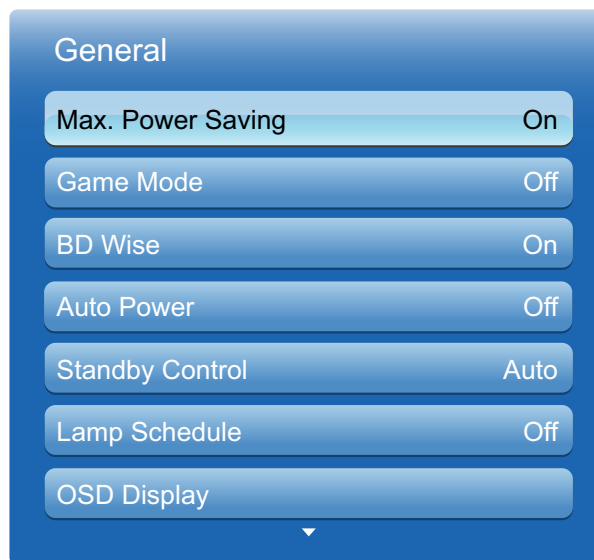 General
Max. Power Saving On
Game Mode Off
BD Wise On
Auto Power Off
Standby Control Auto
Lamp Schedule Off
OSD Display